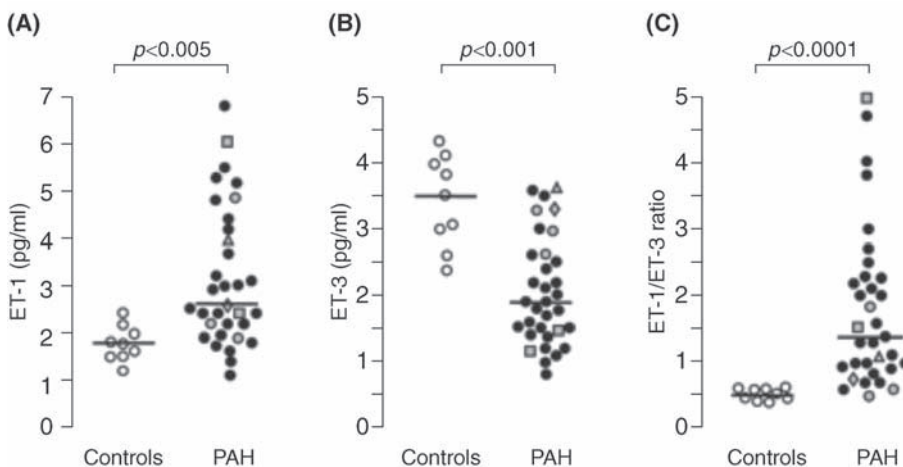 (A)
p<0.005
ET-1 (pg/ml)
7
6
5
4
3
2
1
0
Controls
PAH
(B)
p<0.001
ET-3 (pg/ml)
5
4
3
2
1
0
Controls
PAH
(C)
p<0.0001
ET-1/ET-3 ratio
5
4
3
2
1
0
Controls
PAH